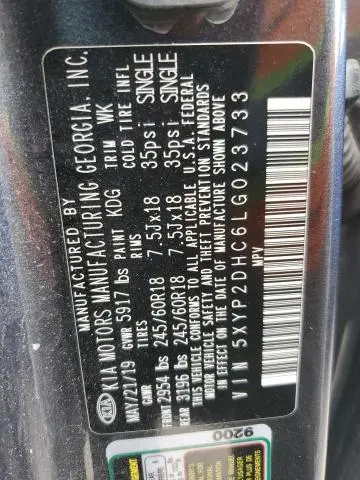 MANUFACTURED BY
KIA KIA MOTORS MANUFACTURING GEORGIA, INC.
MAY/21/19 GVWR 5917 lbs PAINT KDG TRIM WK
GAWR TIRES RIMS COLD TIRE INFL
FRONT 2954 lbs 245/60R18 7.5Jx18 35psi SINGLE
REAR 3196 lbs 245/60R18 7.5Jx18 35psi SINGLE
THIS VEHICLE CONFORMS TO ALL APPLICABLE U.S.A. FEDERAL
MOTOR VEHICLE SAFETY AND THEFT PREVENTION STANDARDS
IN EFFECT ON THE DATE OF MANUFACTURE SHOWN ABOVE.
VIN 5XYP2DHC6LG023733
MPV
9200